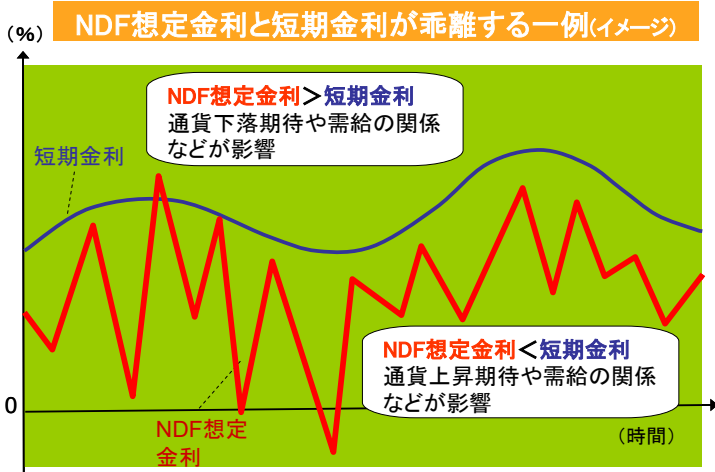 NDF想定金利と短期金利が乖離する一例(イメージ)
(%)
NDF想定金利>短期金利
通貨下落期待や需給の関係
などが影響
短期金利
NDF想定金利<短期金利
通貨上昇期待や需給の関係
などが影響
0
NDF想定
金利
(時間)